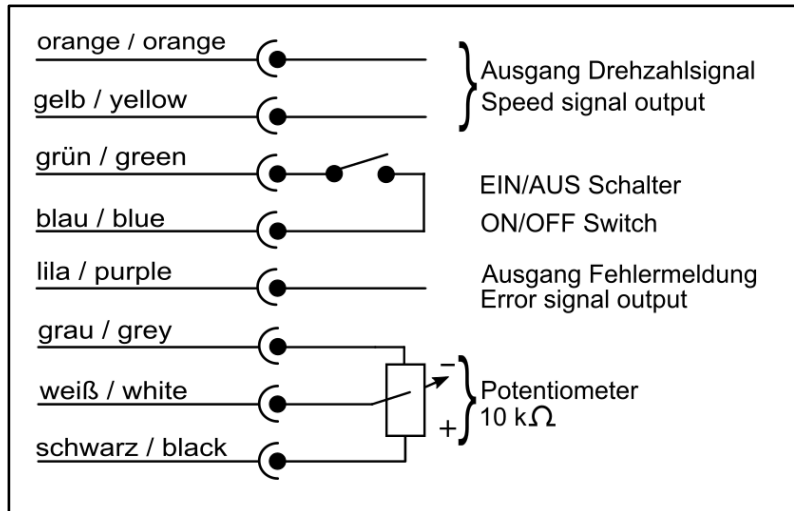 orange / orange
gelb / yellow
grün / green
blau / blue
lila / purple
grau / grey
weiß / white
schwarz / black
Ausgang Drehzahlsignal
Speed signal output
EIN/AUS Schalter
ON/OFF Switch
Ausgang Fehlermeldung
Error signal output
−
+
Potentiometer
10 kΩ